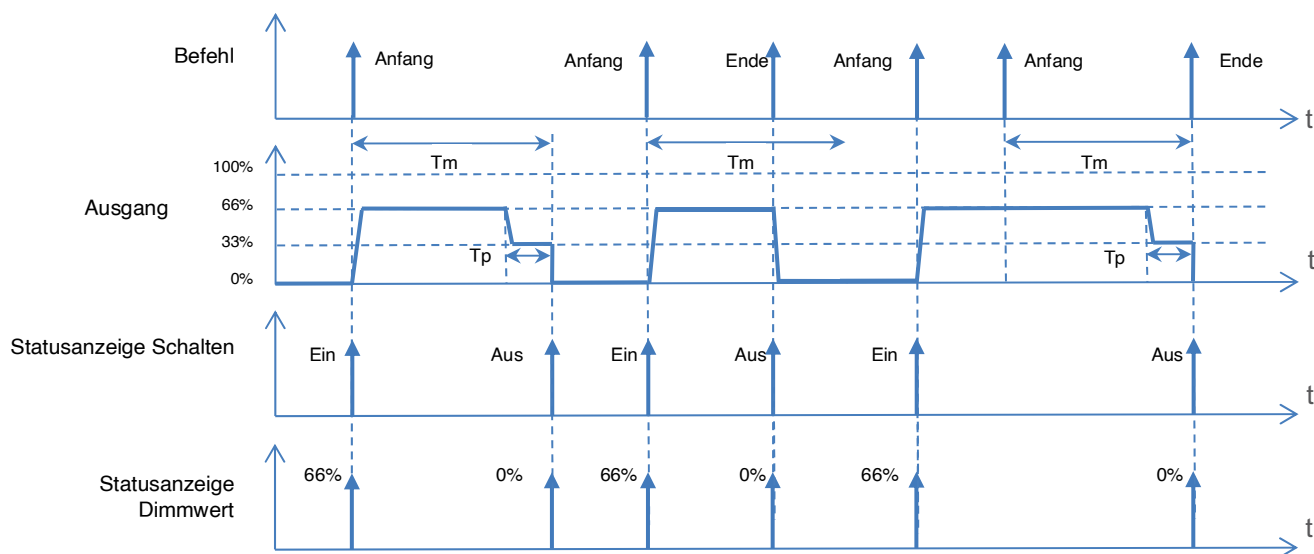 Befehl
Anfang
Anfang
Ende
Anfang
Anfang
Ende
t
Ausgang
100%
66%
33%
0%
Tm
Tm
Tm
Tp
Tp
t
Statusanzeige Schalten
Ein
Aus
Ein
Aus
Ein
Aus
t
Statusanzeige
Dimmwert
66%
0%
66%
0%
66%
0%
t